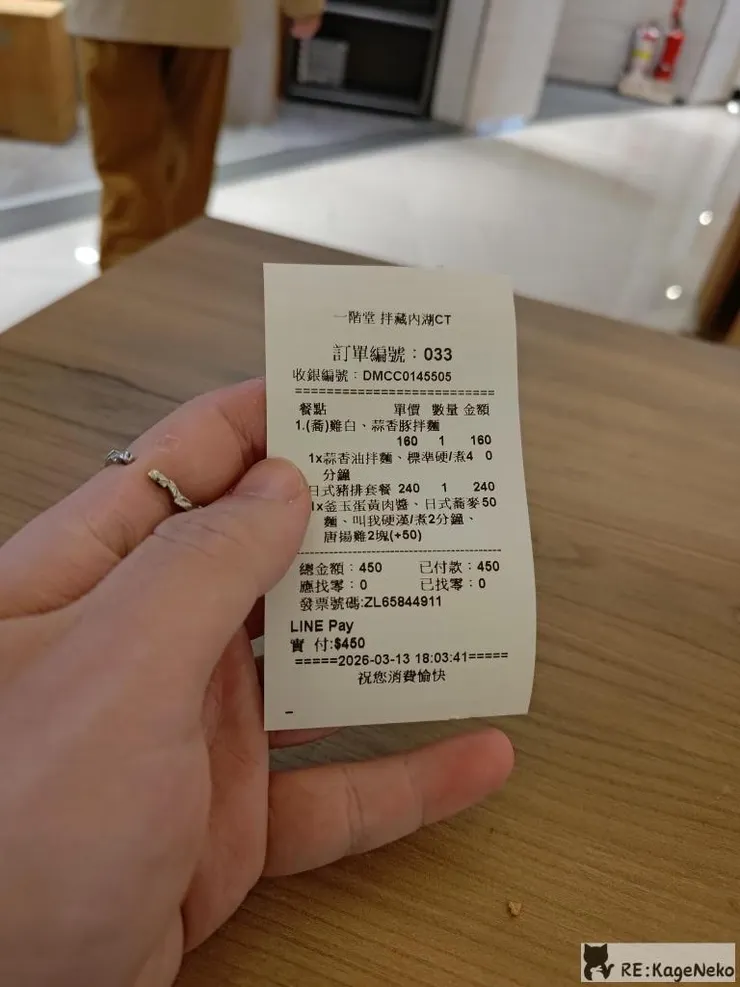 一階堂 拌藏內湖CT
訂單編號：033
收銀編號：DMCC0145505
========================
餐點 單價 數量 金額
1.(蕎)雞白、蒜香豚拌麵
160 1 160
1x蒜香油拌麵、標準硬/煮4 0
分鐘
日式豬排套餐 240 1 240
1x釜玉蛋黃肉醬、日式蕎麥50
麵、叫我硬漢/煮2分鐘、
唐揚雞2塊(+50)
總金額：450 已付款：450
應找零：0 已找零：0
發票號碼:ZL65844911
LINE Pay
實 付:$450
=====2026-03-13 18:03:41=====
祝您消費愉快
RE:KageNeko